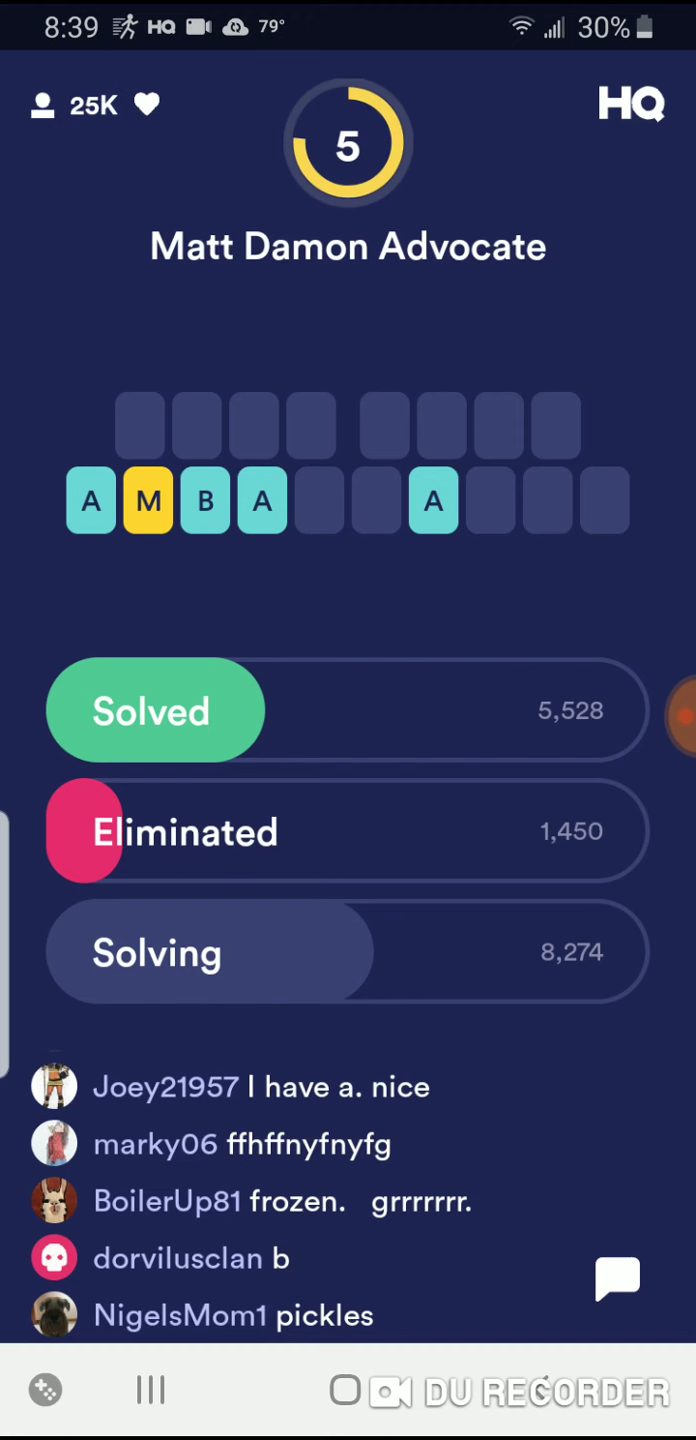 8:39 HQ 79° 30%
25K 5 HQ
Matt Damon Advocate
A M B A A
Solved 5,528
Eliminated 1,450
Solving 8,274
Joey21957 I have a. nice
marky06 ffhffnyfnyfg
BoilerUp81 frozen. grrrrrrr.
dorvilusclan b
NigelsMom1 pickles
DU RECORDER